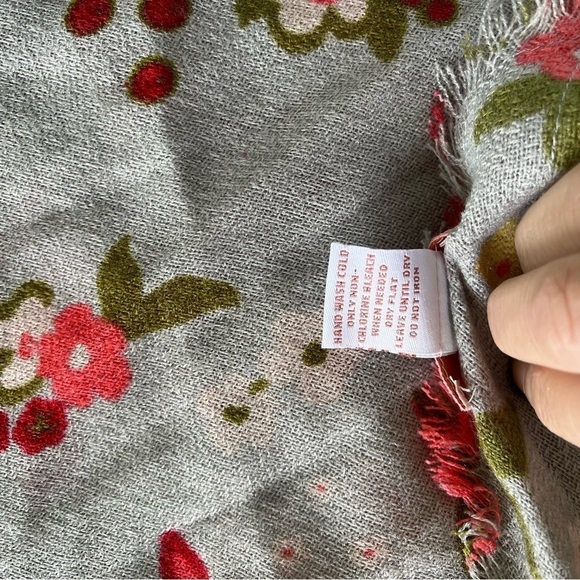 HAND WASH COLD
ONLY NON-
CHLORINE BLEACH
WHEN NEEDED
DRY FLAT
LEAVE UNTIL DRY
DO NOT IRON